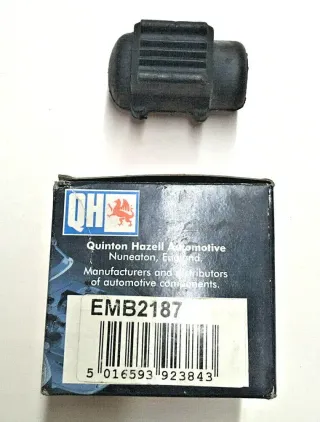 QH
Quinton Hazell Automotive
Nuneaton, England.
Manufacturers and distributors
of automotive components.
EMB2187
5 016593 923843